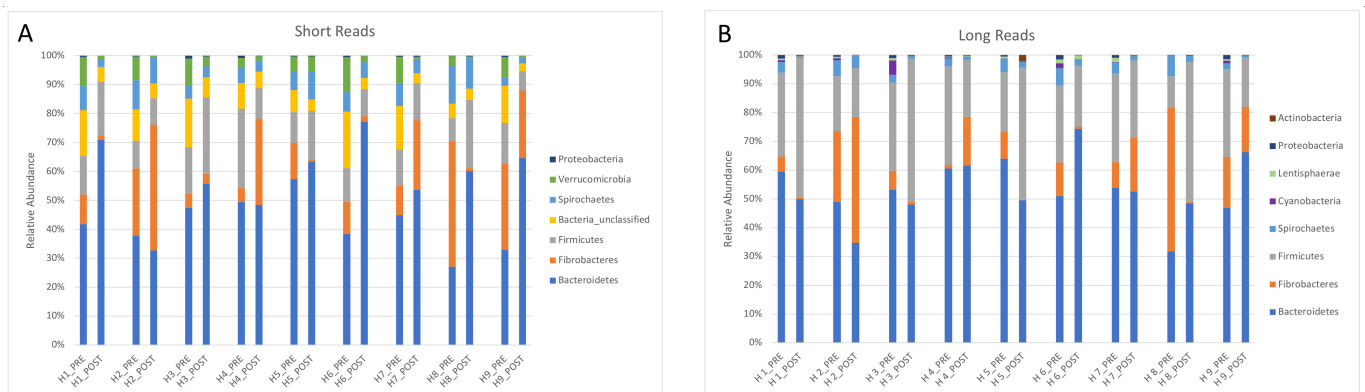 A
Short Reads
100%
90%
80%
70%
60%
50%
40%
30%
20%
10%
0%
Relative Abundance
H1_PRE
H1_POST
H2_PRE
H2_POST
H3_PRE
H3_POST
H4_PRE
H4_POST
H5_PRE
H5_POST
H6_PRE
H6_POST
H7_PRE
H7_POST
H8_PRE
H8_POST
H9_PRE
H9_POST
Proteobacteria
Verrucomicrobia
Spirochaetes
Bacteria_unclassified
Firmicutes
Fibrobacteres
Bacteroidetes
B
Long Reads
100%
90%
80%
70%
60%
50%
40%
30%
20%
10%
0%
Relative Abundance
H 1_PRE
H 1_POST
H 2_PRE
H 2_POST
H 3_PRE
H 3_POST
H 4_PRE
H 4_POST
H 5_PRE
H 5_POST
H 6_PRE
H 6_POST
H 7_PRE
H 7_POST
H 8_PRE
H 8_POST
H 9_PRE
H 9_POST
Actinobacteria
Proteobacteria
Lentisphaerae
Cyanobacteria
Spirochaetes
Firmicutes
Fibrobacteres
Bacteroidetes